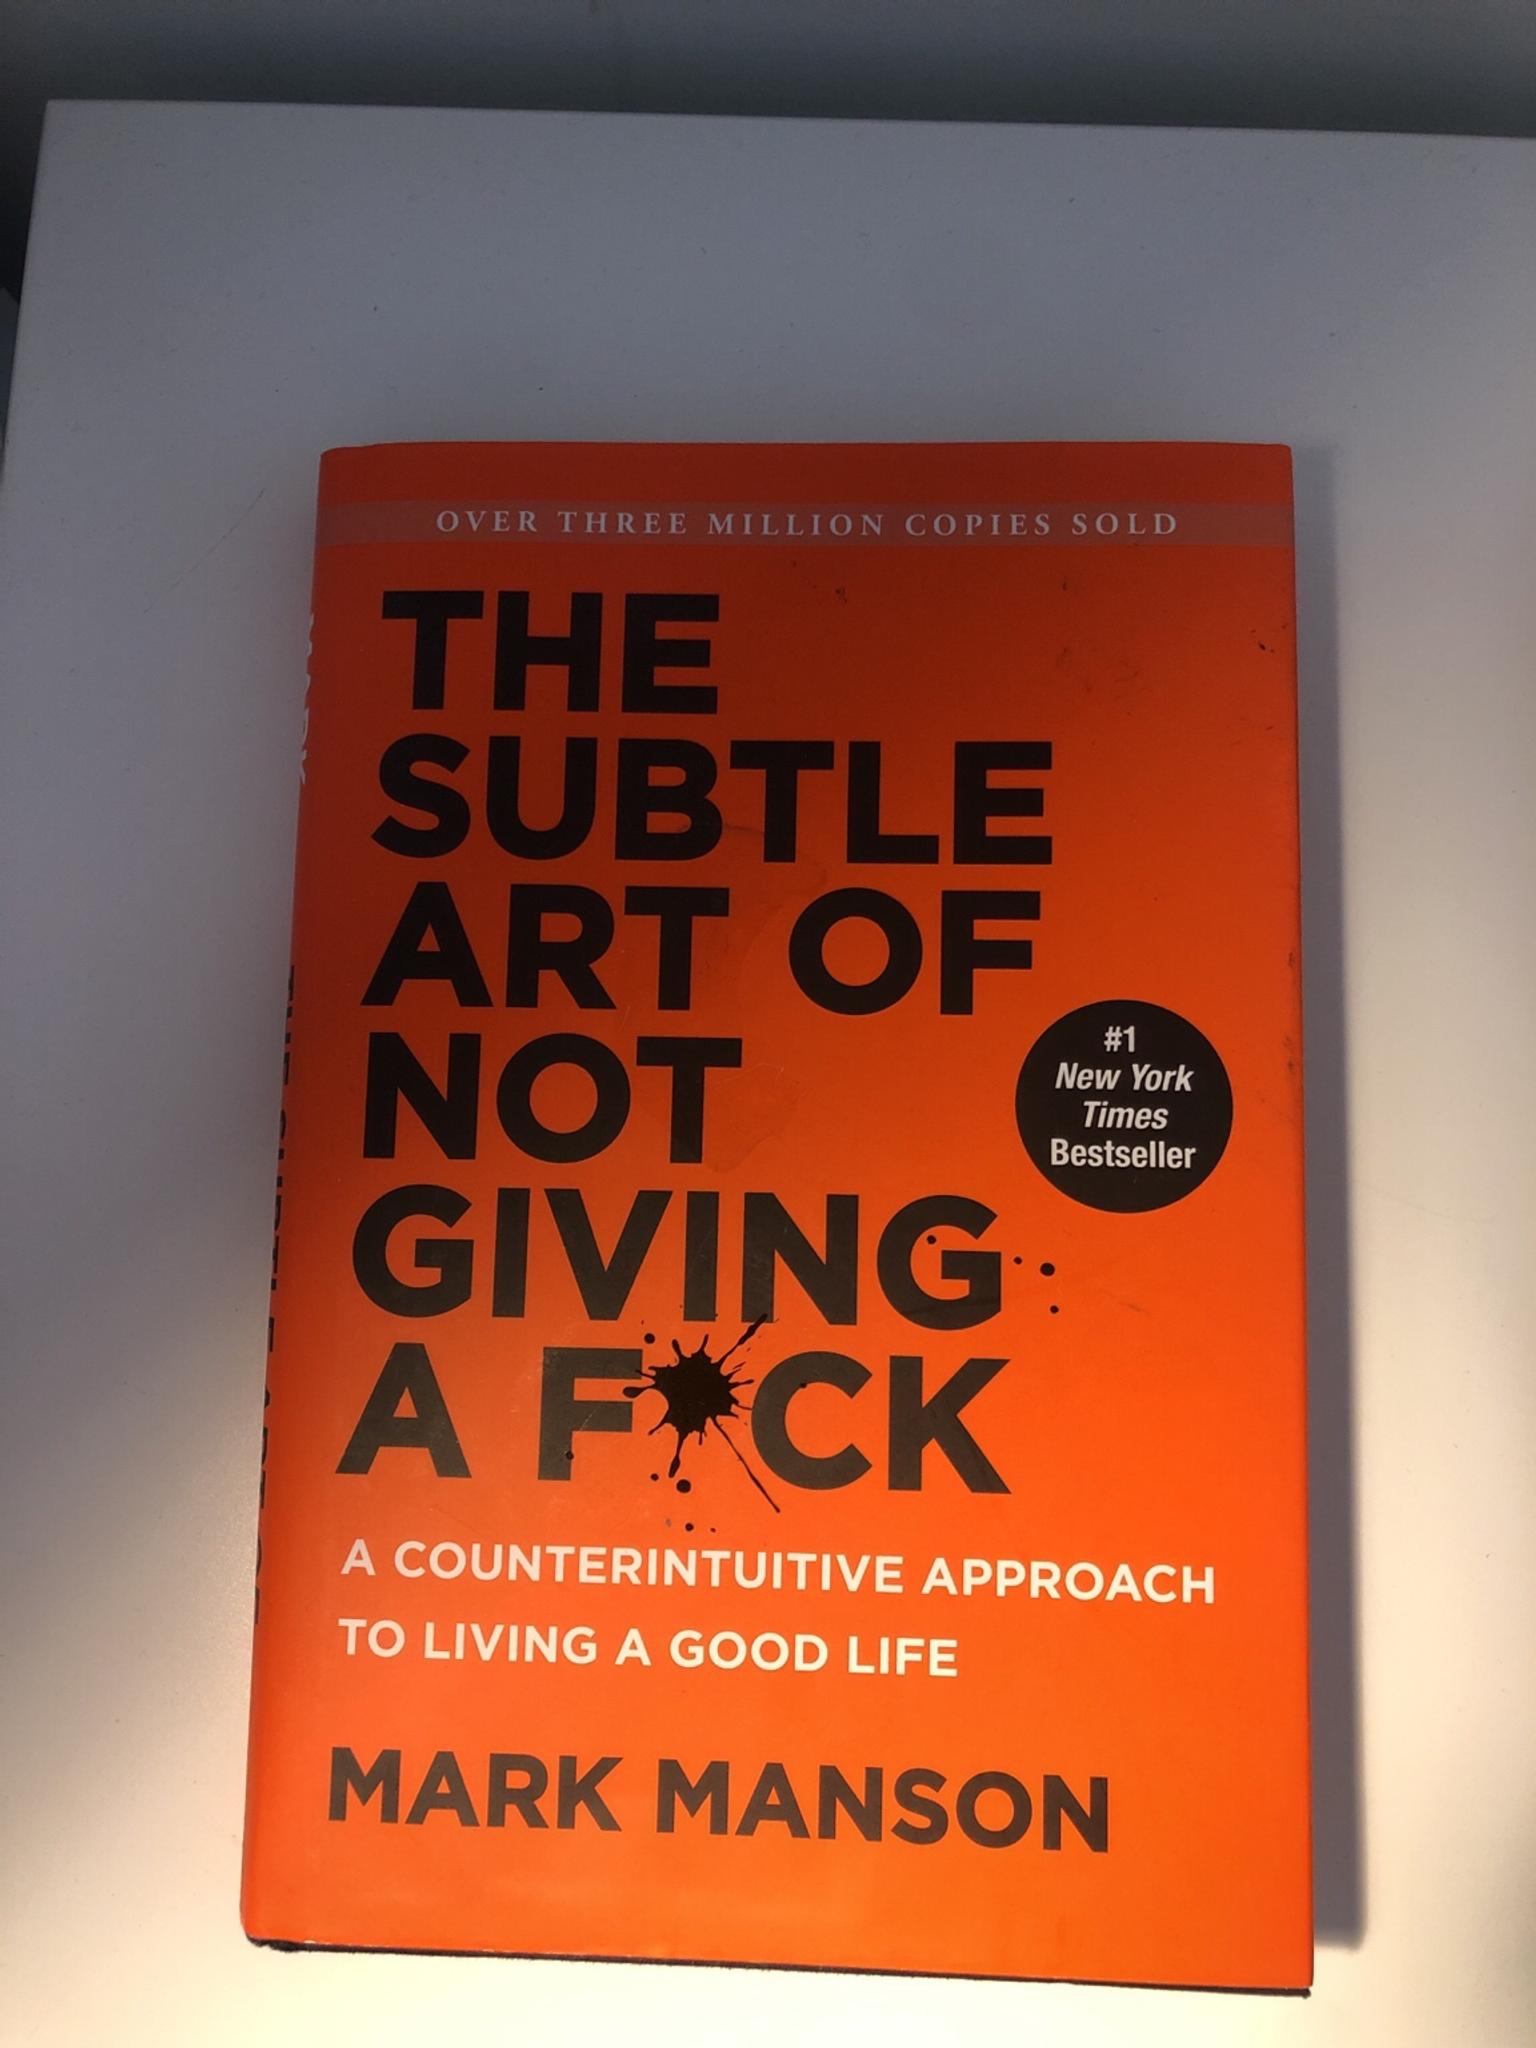 OVER THREE MILLION COPIES SOLD
THE
SUBTLE
ART OF
NOT
GIVING
A F*CK
#1
New York
Times
Bestseller
A COUNTERINTUITIVE APPROACH
TO LIVING A GOOD LIFE
MARK MANSON